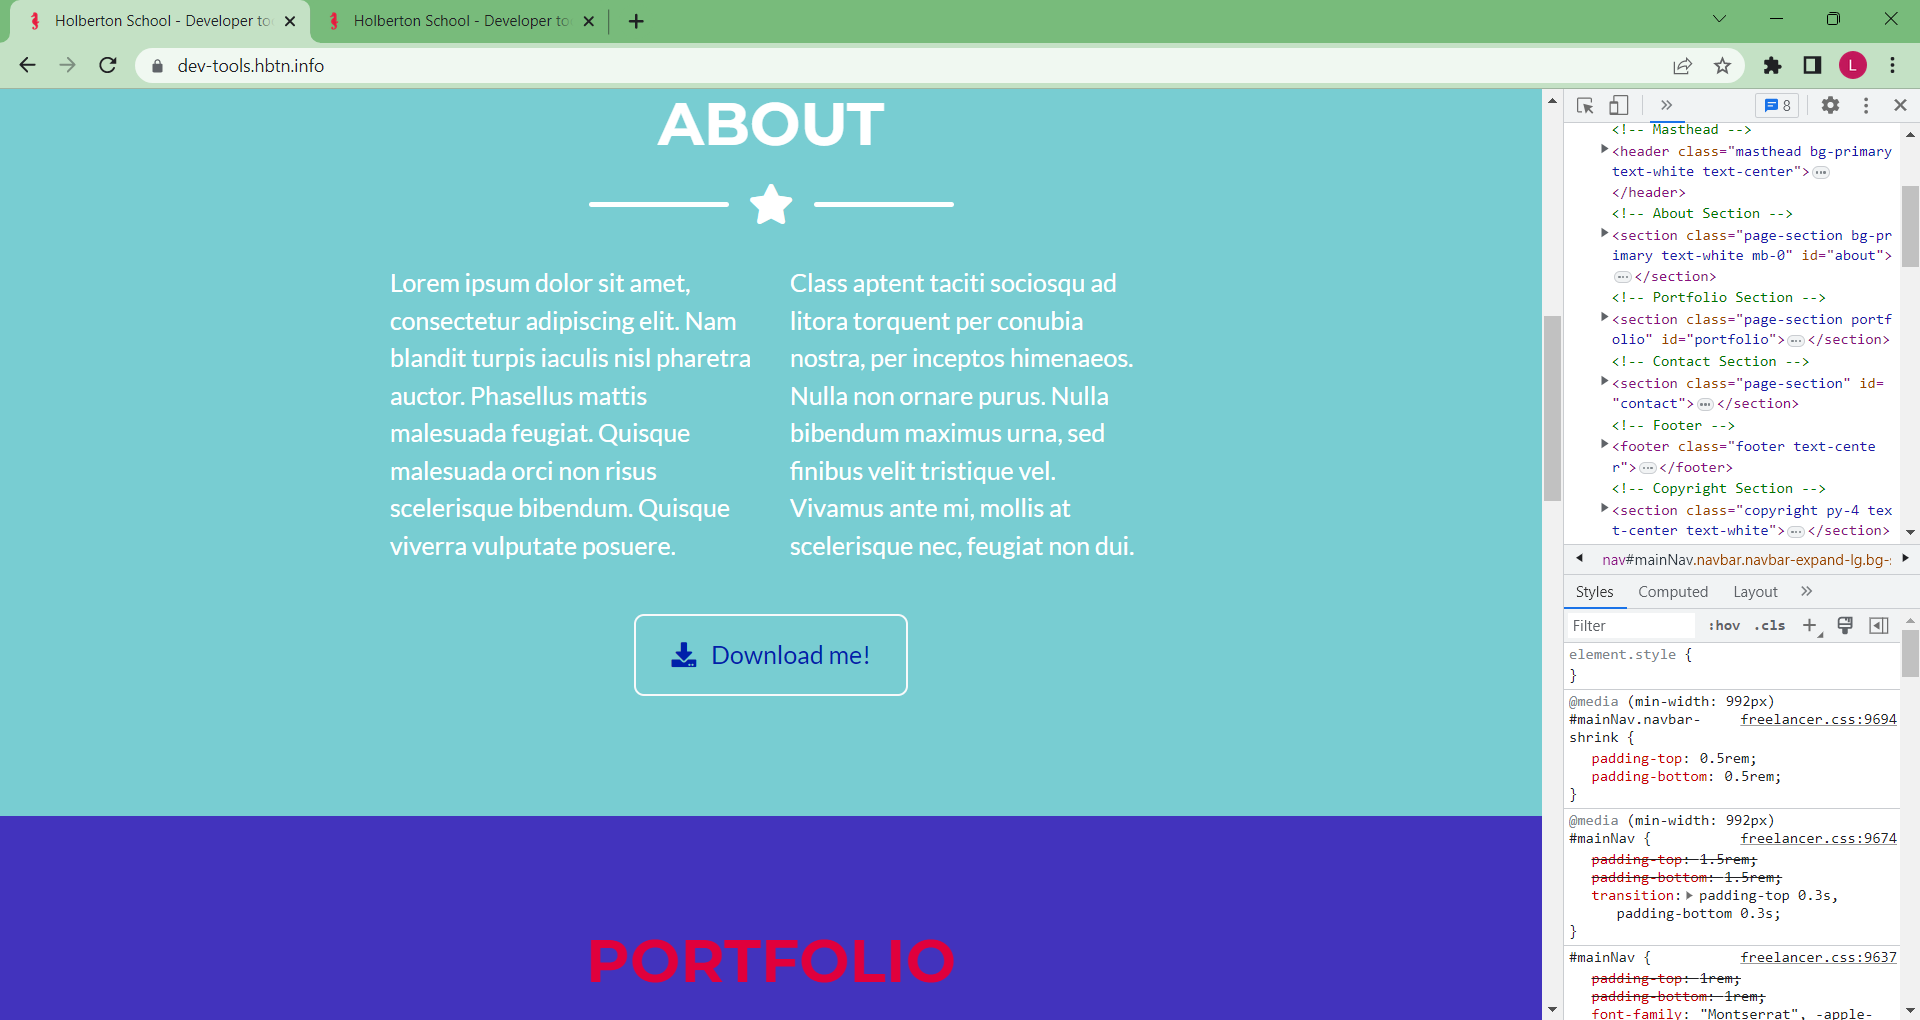 Holberton School - Developer to
Holberton School - Developer to
dev-tools.hbtn.info
L
ABOUT
Lorem ipsum dolor sit amet,
consectetur adipiscing elit. Nam
blandit turpis iaculis nisl pharetra
auctor. Phasellus mattis
malesuada feugiat. Quisque
malesuada orci non risus
scelerisque bibendum. Quisque
viverra vulputate posuere.
Class aptent taciti sociosqu ad
litora torquent per conubia
nostra, per inceptos himenaeos.
Nulla non ornare purus. Nulla
bibendum maximus urna, sed
finibus velit tristique vel.
Vivamus ante mi, mollis at
scelerisque nec, feugiat non dui.
Download me!
PORTFOLIO
8
<!-- Masthead -->
<header class="masthead bg-primary
text-white text-center">…
</header>
<!-- About Section -->
<section class="page-section bg-pr
imary text-white mb-0" id="about">
…</section>
<!-- Portfolio Section -->
<section class="page-section portf
olio" id="portfolio">…</section>
<!-- Contact Section -->
<section class="page-section" id=
"contact">…</section>
<!-- Footer -->
<footer class="footer text-cente
r">…</footer>
<!-- Copyright Section -->
<section class="copyright py-4 tex
t-center text-white">…</section>
nav#mainNav.navbar.navbar-expand-lg.bg-
Styles Computed Layout
Filter :hov .cls
element.style {
}
@media (min-width: 992px)
#mainNav.navbar- freelancer.css:9694
shrink {
padding-top: 0.5rem;
padding-bottom: 0.5rem;
}
@media (min-width: 992px)
#mainNav { freelancer.css:9674
padding-top: 1.5rem;
padding-bottom: 1.5rem;
transition: padding-top 0.3s,
padding-bottom 0.3s;
}
#mainNav { freelancer.css:9637
padding-top: 1rem;
padding-bottom: 1rem;
font-family: "Montserrat", -apple-